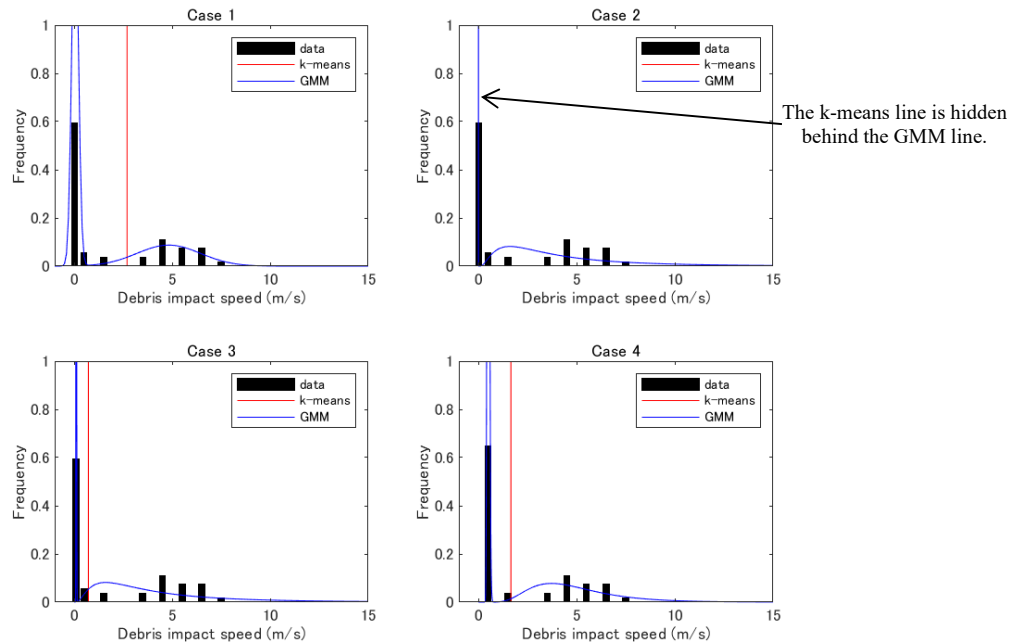 Case 1
1
0.8
0.6
0.4
0.2
0
Frequency
0 5 10 15
Debris impact speed (m/s)
data
k-means
GMM
Case 2
1
0.8
0.6
0.4
0.2
0
Frequency
0 5 10 15
Debris impact speed (m/s)
data
k-means
GMM
The k-means line is hidden
behind the GMM line.
Case 3
1
0.8
0.6
0.4
0.2
0
Frequency
0 5 10 15
Debris impact speed (m/s)
data
k-means
GMM
Case 4
1
0.8
0.6
0.4
0.2
0
Frequency
0 5 10 15
Debris impact speed (m/s)
data
k-means
GMM